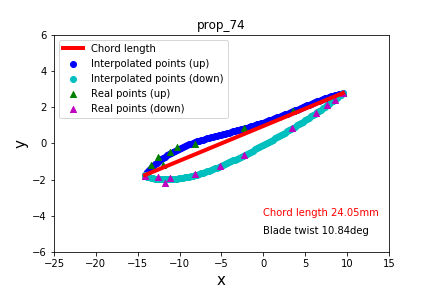 prop_74
Chord length
Interpolated points (up)
Interpolated points (down)
Real points (up)
Real points (down)
6
4
2
0
−2
−4
−6
y
Chord length 24.05mm
Blade twist 10.84deg
−25 −20 −15 −10 −5 0 5 10 15
x